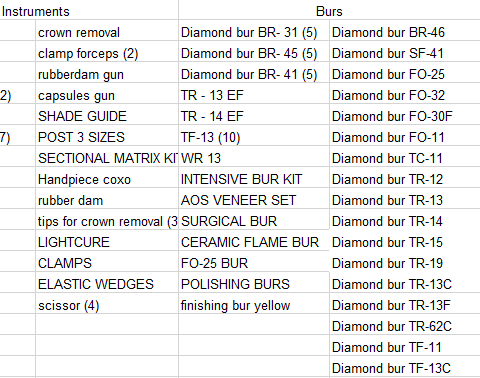 Instruments Burs
crown removal Diamond bur BR- 31 (5) Diamond bur BR-46
clamp forceps (2) Diamond bur BR- 45 (5) Diamond bur SF-41
rubberdam gun Diamond bur BR- 41 (5) Diamond bur FO-25
2) capsules gun TR - 13 EF Diamond bur FO-32
SHADE GUIDE TR - 14 EF Diamond bur FO-30F
7) POST 3 SIZES TF-13 (10) Diamond bur FO-11
SECTIONAL MATRIX KI WR 13 Diamond bur TC-11
Handpiece coxo INTENSIVE BUR KIT Diamond bur TR-12
rubber dam AOS VENEER SET Diamond bur TR-13
tips for crown removal (3 SURGICAL BUR Diamond bur TR-14
LIGHTCURE CERAMIC FLAME BUR Diamond bur TR-15
CLAMPS FO-25 BUR Diamond bur TR-19
ELASTIC WEDGES POLISHING BURS Diamond bur TR-13C
scissor (4) finishing bur yellow Diamond bur TR-13F
Diamond bur TR-62C
Diamond bur TF-11
Diamond bur TF-13C